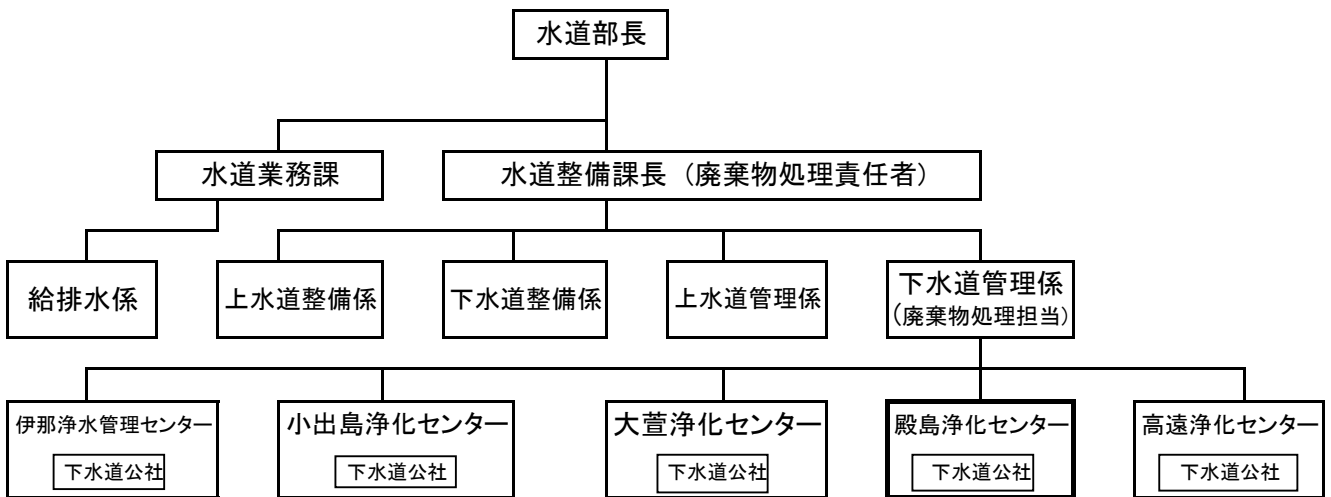 水道部長
水道業務課
水道整備課長（廃棄物処理責任者）
給排水係
上水道整備係
下水道整備係
上水道管理係
下水道管理係
（廃棄物処理担当）
伊那浄水管理センター
小出島浄化センター
大萱浄化センター
殿島浄化センター
高遠浄化センター
下水道公社
下水道公社
下水道公社
下水道公社
下水道公社